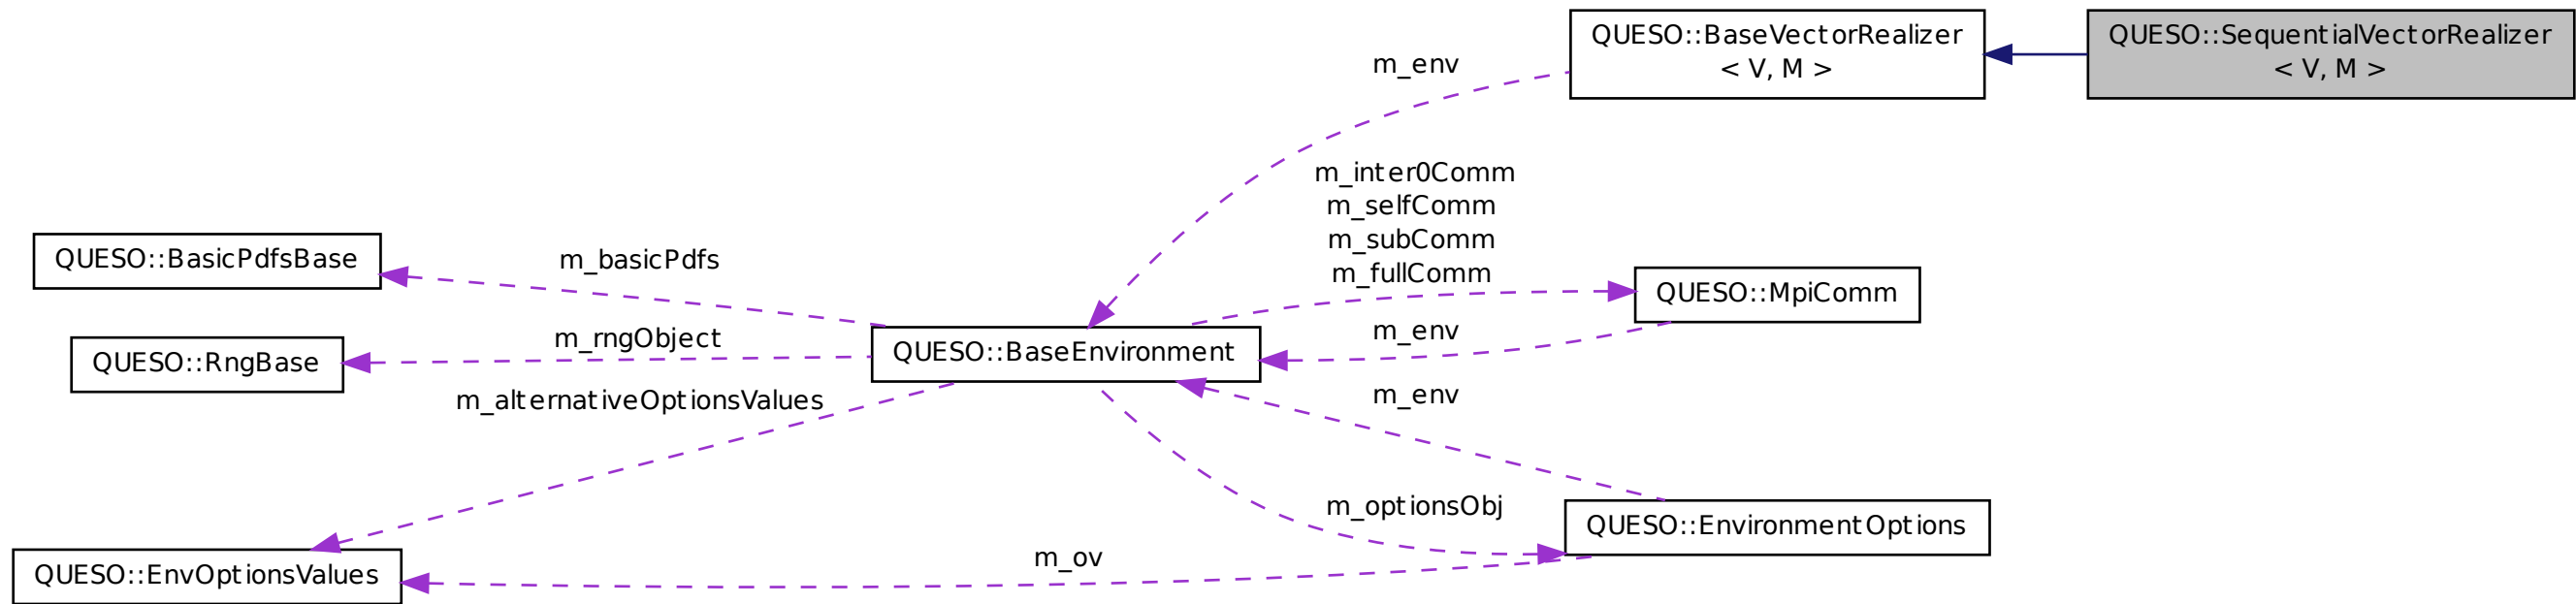 QUESO::BaseVectorRealizer
< V, M >
QUESO::SequentialVectorRealizer
< V, M >
m_env
m_inter0Comm
m_selfComm
m_subComm
m_fullComm
QUESO::BasicPdfsBase
m_basicPdfs
QUESO::MpiComm
m_rngObject
m_env
QUESO::RngBase
QUESO::BaseEnvironment
m_alternativeOptionsValues
m_env
m_optionsObj
QUESO::EnvironmentOptions
m_ov
QUESO::EnvOptionsValues